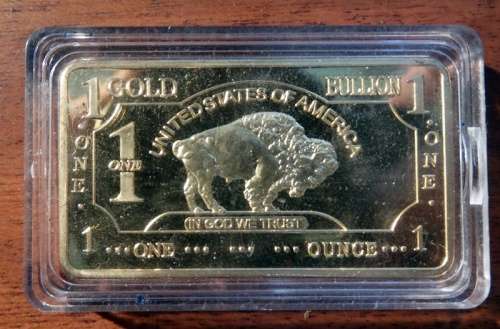 1 GOLD BULLION 1
UNITED STATES OF AMERICA
ONE
1
ONE
ONE
IN GOD WE TRUST
1 ... ONE ... ... ... OUNCE ... 1